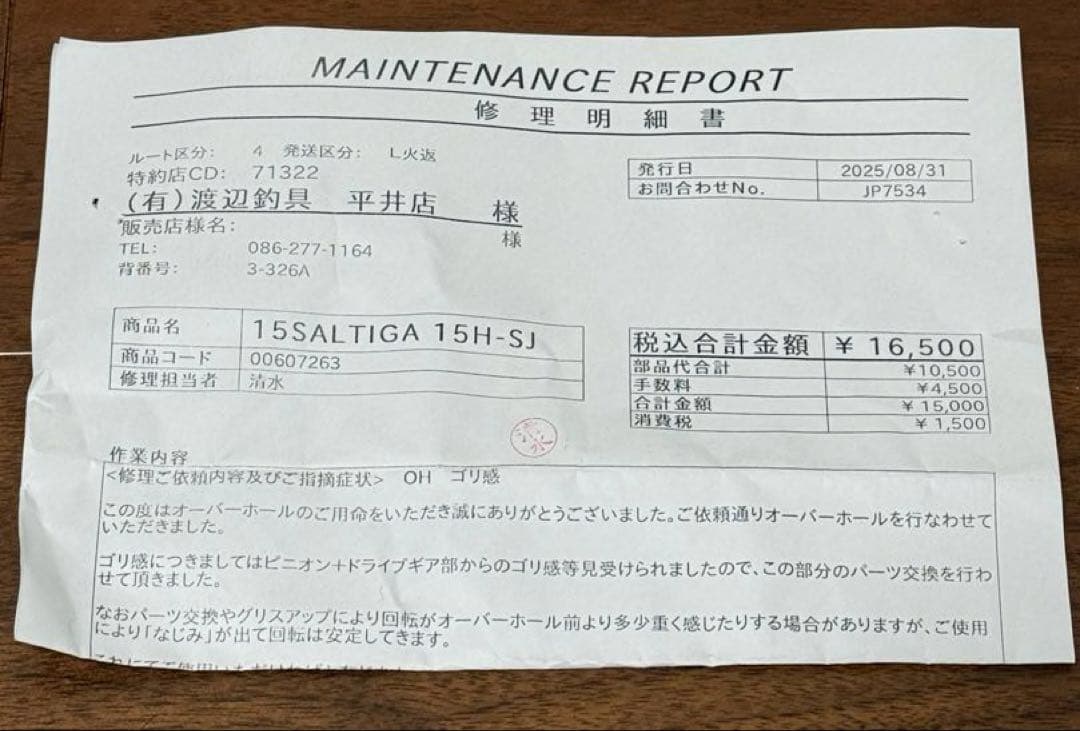 MAINTENANCE REPORT
修理明細書
ルート区分: 4 発送区分: L火返
特約店CD: 71322
(有)渡辺釣具 平井店 様
販売店様名: 様
TEL: 086-277-1164
背番号: 3-326A
発行日 2025/08/31
お問合わせNo. JP7534
商品名 15SALTIGA 15H-SJ
商品コード 00607263
修理担当者 清水
税込合計金額 ¥ 16,500
部品代合計 ¥10,500
手数料 ¥4,500
合計金額 ¥ 15,000
消費税 ¥ 1,500
作業内容
<修理ご依頼内容及びご指摘症状> OH ゴリ感
この度はオーバーホールのご用命をいただき誠にありがとうございました。ご依頼通りオーバーホールを行なわせて
いただきました。
ゴリ感につきましてはピニオン+ドライブギア部からのゴリ感等見受けられましたので、この部分のパーツ交換を行わ
せて頂きました。
なおパーツ交換やグリスアップにより回転がオーバーホール前より多少重く感じたりする場合がありますが、ご使用
により「なじみ」が出て回転は安定してきます。